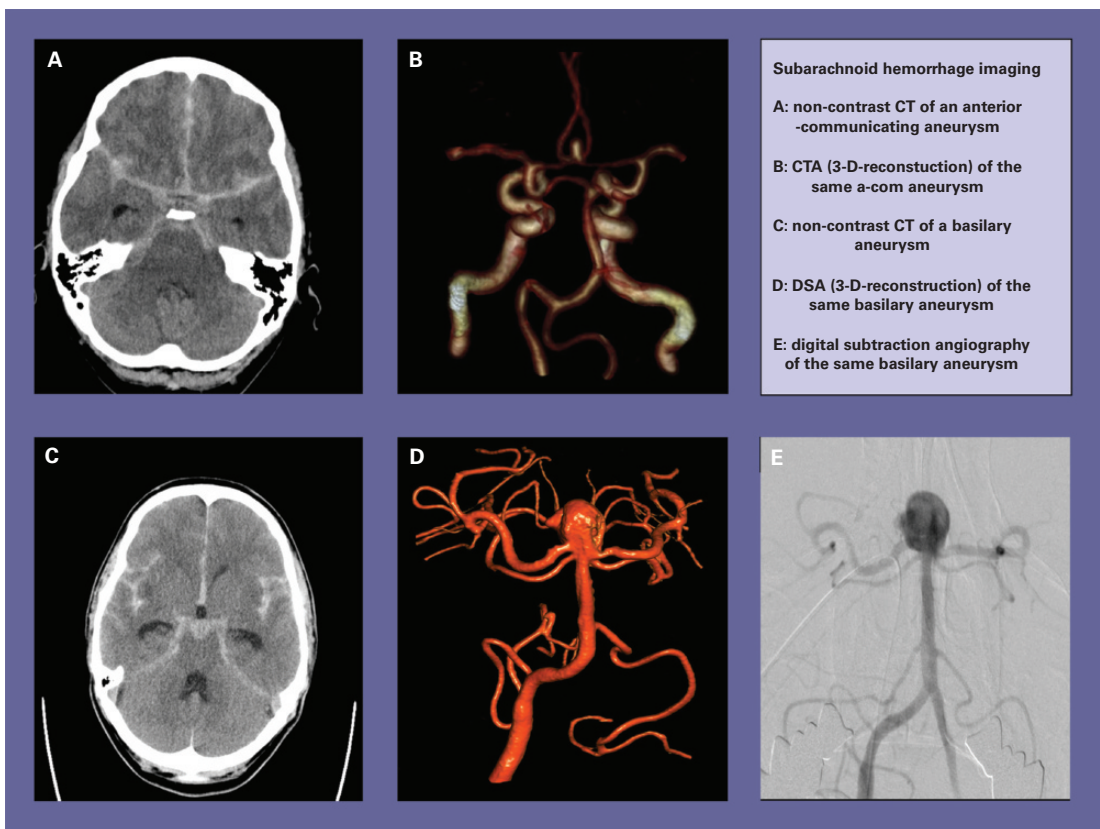 A
B
Subarachnoid hemorrhage imaging
A: non-contrast CT of an anterior
-communicating aneurysm
B: CTA (3-D-reconstuction) of the
same a-com aneurysm
C: non-contrast CT of a basilary
aneurysm
D: DSA (3-D-reconstruction) of the
same basilary aneurysm
E: digital subtraction angiography
of the same basilary aneurysm
C
D
E